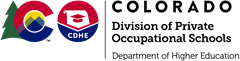 CDHE
COLORADO
Division of Private
Occupational Schools
Department of Higher Education